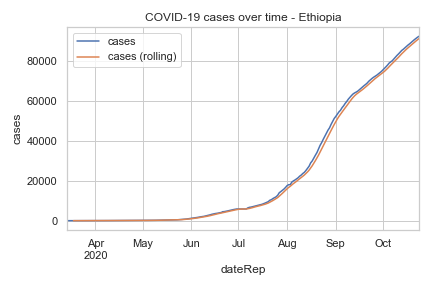 COVID-19 cases over time - Ethiopia
cases
cases (rolling)
80000
60000
40000
20000
0
cases
Apr
2020
May
Jun
Jul
Aug
Sep
Oct
dateRep